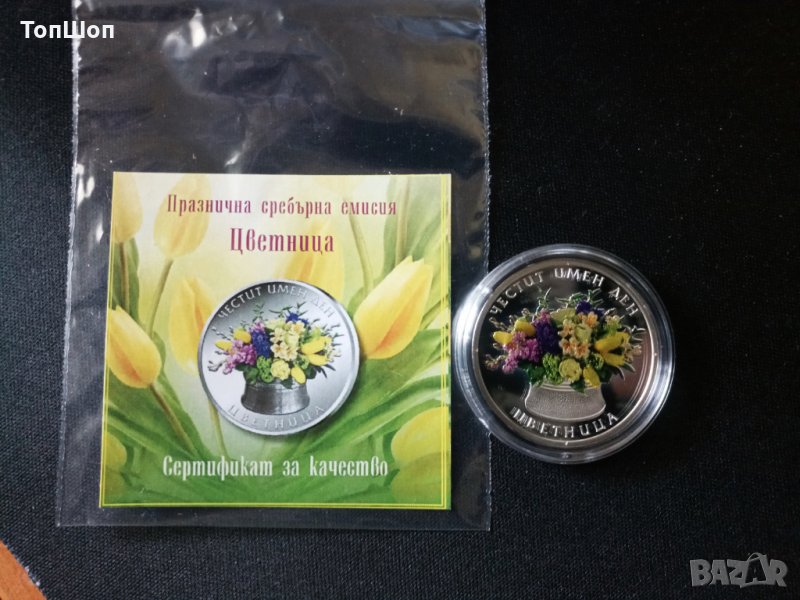 ТопШоп
Празнична сребърна емисия
Цветница
ЧЕСТИТ ИМЕН ДЕН
ЦВЕТНИЦА
Сертификат за качество
ЧЕСТИТ ИМЕН ДЕН
ЦВЕТНИЦА
BAZAR